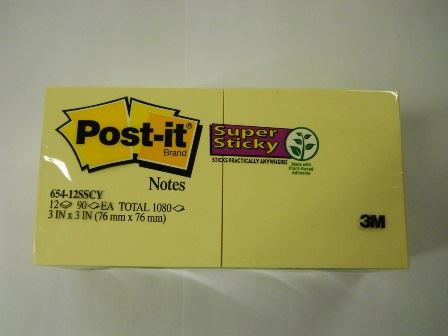 Post-it
Brand
Notes
Super
Sticky
STICKS PRACTICALLY ANYWHERE!
Made with
Plant-Based
Adhesive
654-12SSCY
12 90 EA TOTAL 1080
3 IN x 3 IN (76 mm x 76 mm)
3M